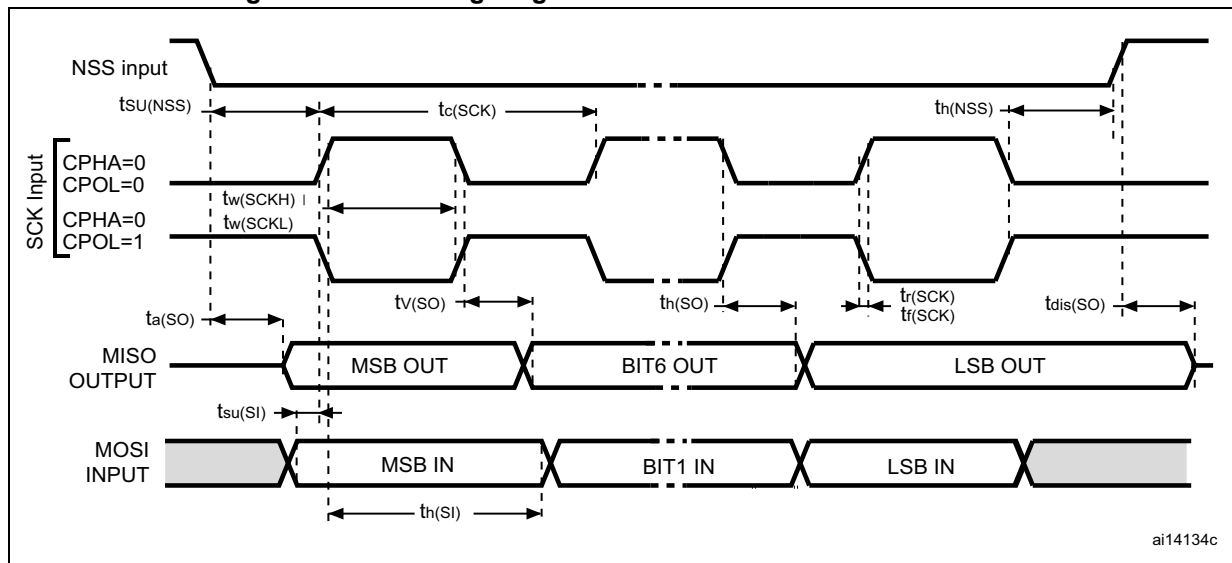 NSS input
tSU(NSS)
tc(SCK)
th(NSS)
SCK Input
CPHA=0
CPOL=0
tw(SCKH)
CPHA=0
tw(SCKL)
CPOL=1
tV(SO)
th(SO)
tr(SCK)
tf(SCK)
ta(SO)
tdis(SO)
MISO
OUTPUT
MSB OUT
BIT6 OUT
LSB OUT
tsu(SI)
MOSI
INPUT
MSB IN
BIT1 IN
LSB IN
th(SI)
ai14134c